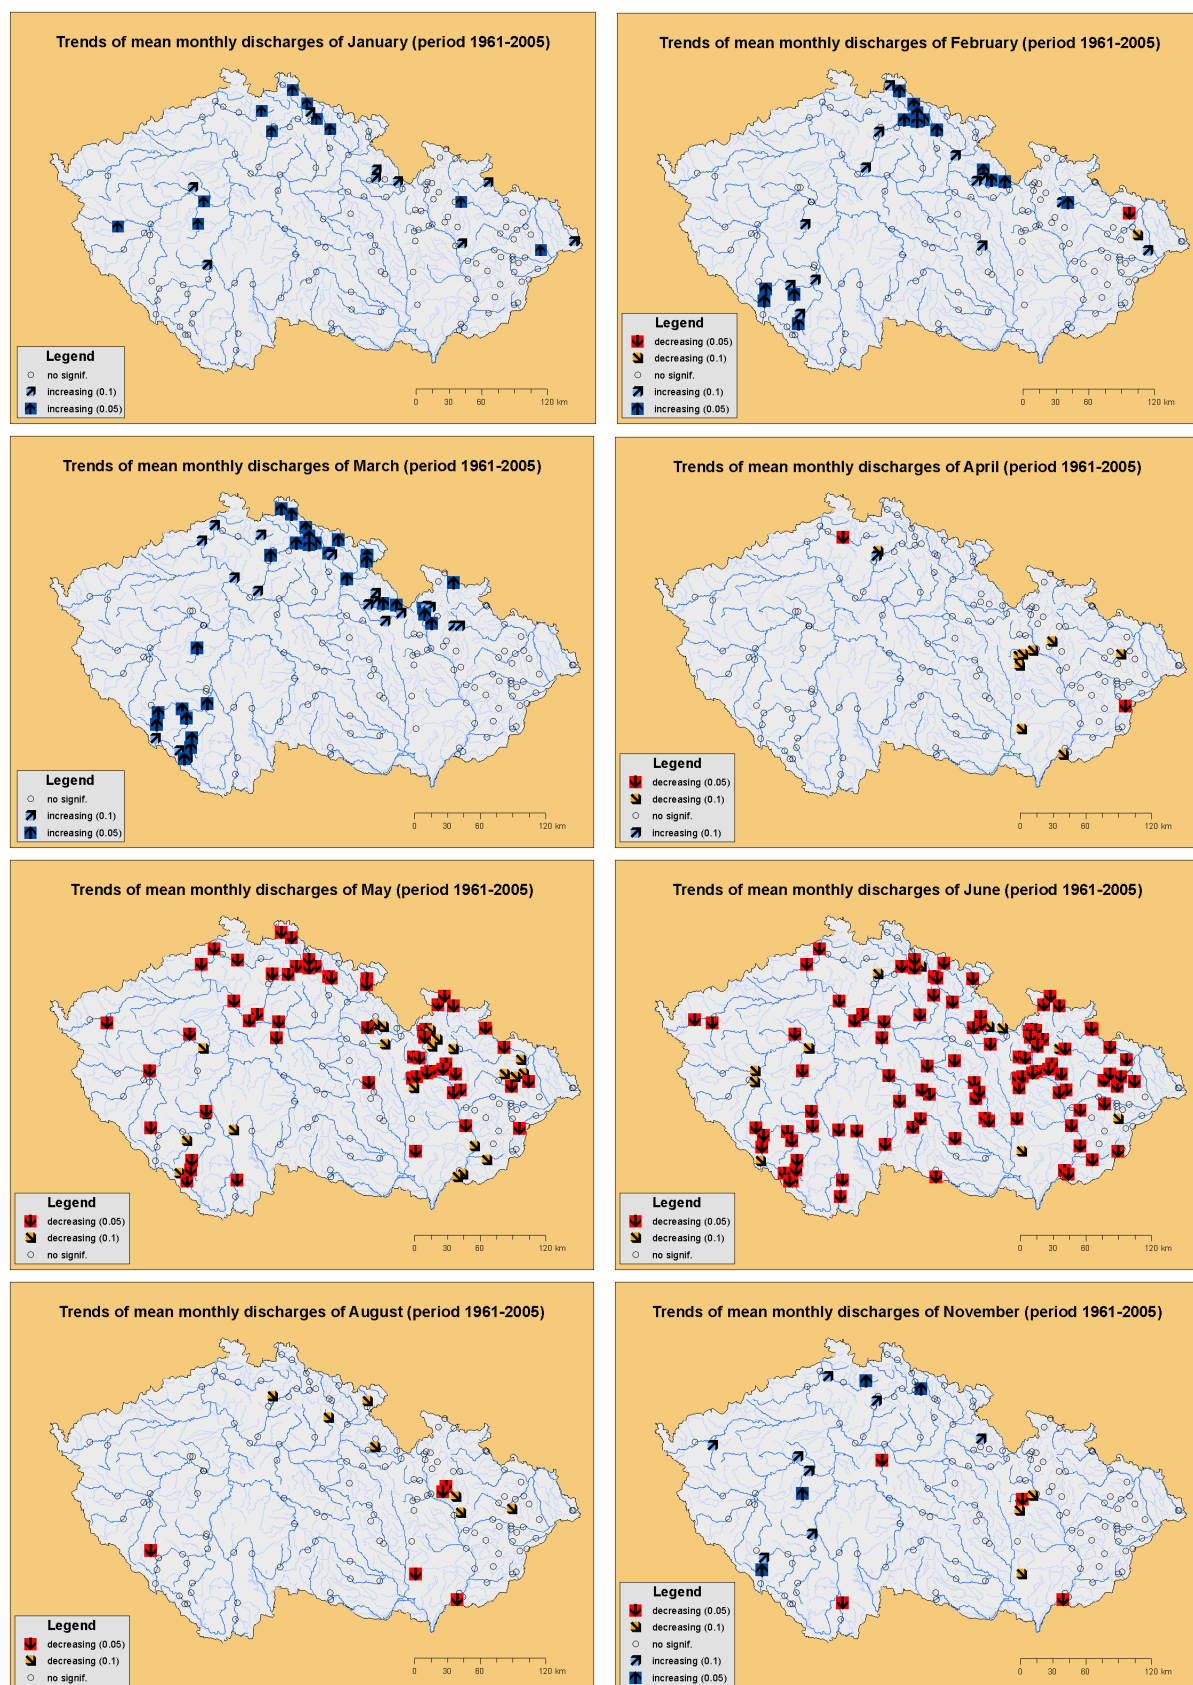 Trends of mean monthly discharges of January (period 1961-2005)
Legend
no signif.
increasing (0.1)
increasing (0.05)
0 30 60 120 km
Trends of mean monthly discharges of February (period 1961-2005)
Legend
decreasing (0.05)
decreasing (0.1)
no signif.
increasing (0.1)
increasing (0.05)
0 30 60 120 km
Trends of mean monthly discharges of March (period 1961-2005)
Legend
no signif.
increasing (0.1)
increasing (0.05)
0 30 60 120 km
Trends of mean monthly discharges of April (period 1961-2005)
Legend
decreasing (0.05)
decreasing (0.1)
no signif.
increasing (0.1)
0 30 60 120 km
Trends of mean monthly discharges of May (period 1961-2005)
Legend
decreasing (0.05)
decreasing (0.1)
no signif.
0 30 60 120 km
Trends of mean monthly discharges of June (period 1961-2005)
Legend
decreasing (0.05)
decreasing (0.1)
no signif.
0 30 60 120 km
Trends of mean monthly discharges of August (period 1961-2005)
Legend
decreasing (0.05)
decreasing (0.1)
no signif.
0 30 60 120 km
Trends of mean monthly discharges of November (period 1961-2005)
Legend
decreasing (0.05)
decreasing (0.1)
no signif.
increasing (0.1)
increasing (0.05)
0 30 60 120 km